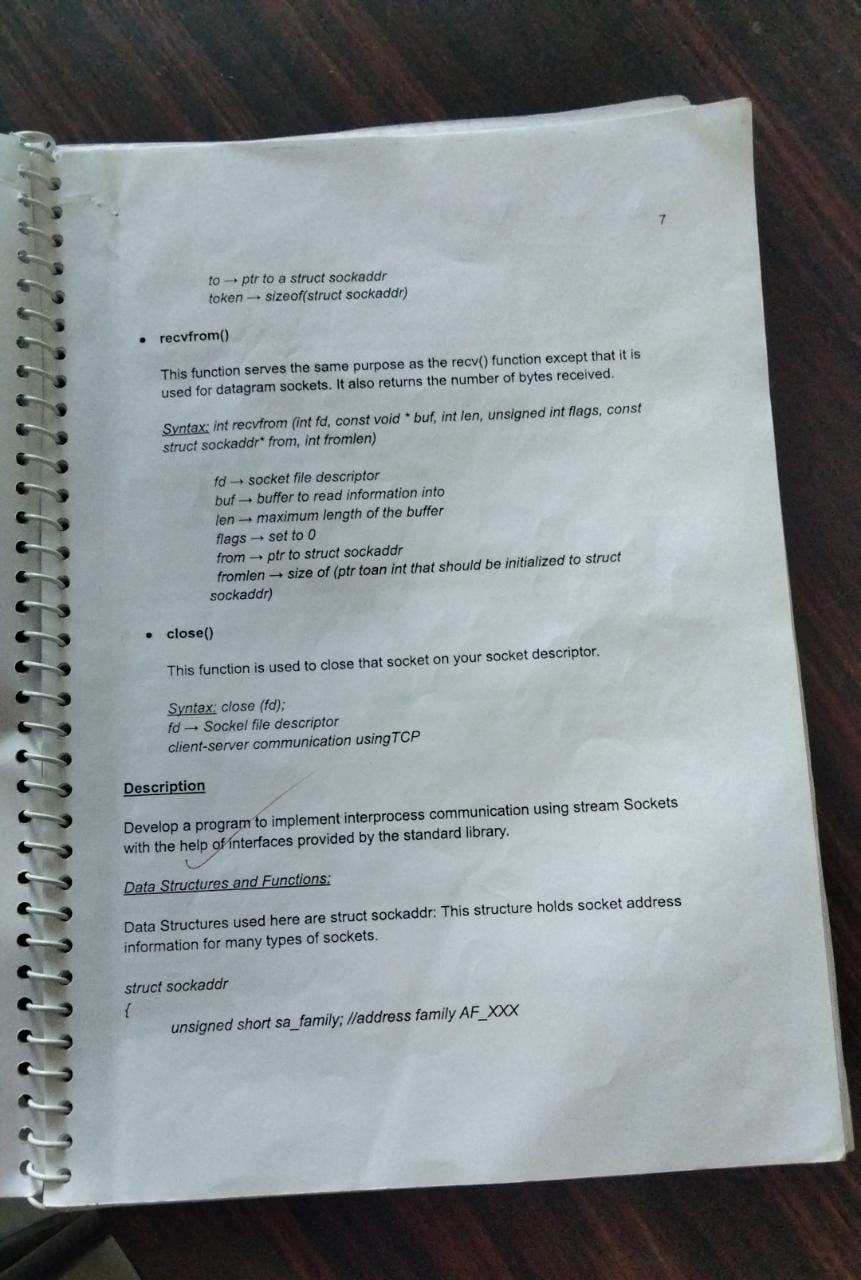 7
to → ptr to a struct sockaddr
token → sizeof(struct sockaddr)
• recvfrom()
This function serves the same purpose as the recv() function except that it is
used for datagram sockets. It also returns the number of bytes received.
Syntax: int recvfrom (int fd, const void * buf, int len, unsigned int flags, const
struct sockaddr* from, int fromlen)
fd → socket file descriptor
buf → buffer to read information into
len → maximum length of the buffer
flags → set to 0
from → ptr to struct sockaddr
fromlen → size of (ptr toan int that should be initialized to struct
sockaddr)
• close()
This function is used to close that socket on your socket descriptor.
Syntax: close (fd);
fd → Sockel file descriptor
client-server communication usingTCP
Description
Develop a program to implement interprocess communication using stream Sockets
with the help of interfaces provided by the standard library.
Data Structures and Functions:
Data Structures used here are struct sockaddr: This structure holds socket address
information for many types of sockets.
struct sockaddr
{
unsigned short sa_family; //address family AF_XXX